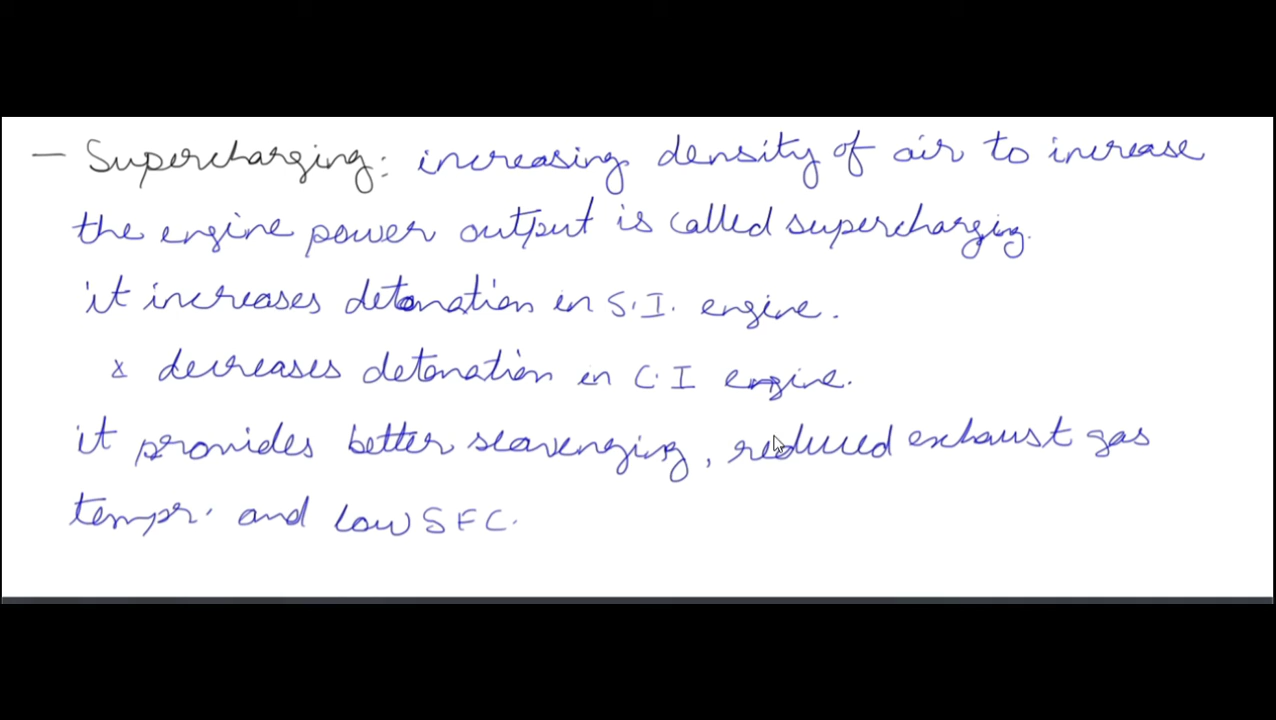 - Supercharging: increasing density of air to increase
the engine power output is called supercharging.
it increases detonation in S.I. engine.
x decreases detonation in C.I engine.
it provides better scavenging, reduced exhaust gas
tempr. and low SFC.